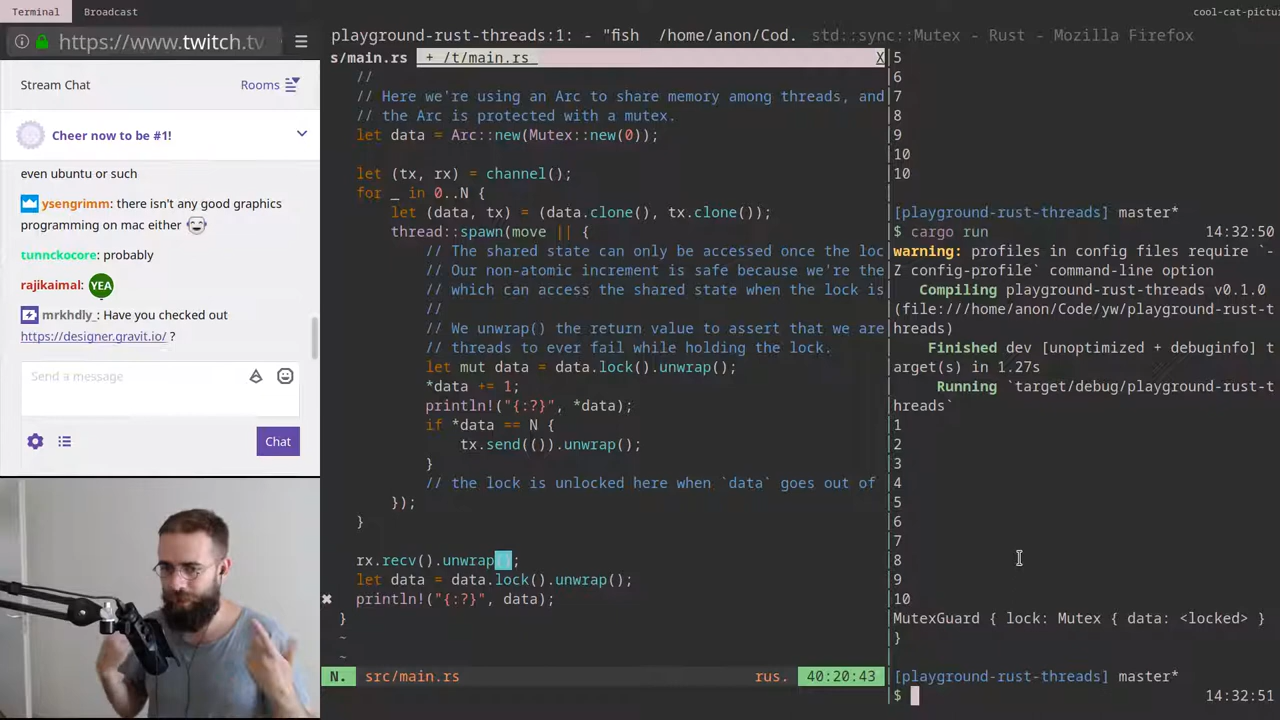 Terminal
Broadcast
cool-cat-pictu
https://www.twitch.tv
playground-rust-threads:1: - "fish /home/anon/Cod.
std::sync::Mutex - Rust - Mozilla Firefox
Stream Chat
Rooms
Cheer now to be #1!
even ubuntu or such
ysengrimm: there isn't any good graphics
programming on mac either
tunnckocore: probably
rajikaimal: YEA
mrkhdly_: Have you checked out
https://designer.gravit.io/ ?
Send a message
Chat
s/main.rs + /t/main.rs X
//
// Here we're using an Arc to share memory among threads, and
// the Arc is protected with a mutex.
let data = Arc::new(Mutex::new(0));
let (tx, rx) = channel();
for _ in 0..N {
let (data, tx) = (data.clone(), tx.clone());
thread::spawn(move || {
// The shared state can only be accessed once the loc
// Our non-atomic increment is safe because we're the
// which can access the shared state when the lock is
//
// We unwrap() the return value to assert that we are
// threads to ever fail while holding the lock.
let mut data = data.lock().unwrap();
*data += 1;
println!("{:?}", *data);
if *data == N {
tx.send(()).unwrap();
}
// the lock is unlocked here when `data` goes out of
});
}
rx.recv().unwrap();
let data = data.lock().unwrap();
✖ println!("{:?}", data);
}
~
~
N. src/main.rs rus. 40:20:43
5
6
7
8
9
10
10
[playground-rust-threads] master*
$ cargo run 14:32:50
warning: profiles in config files require `-
Z config-profile` command-line option
Compiling playground-rust-threads v0.1.0
(file:///home/anon/Code/yw/playground-rust-t
hreads)
Finished dev [unoptimized + debuginfo] t
arget(s) in 1.27s
Running `target/debug/playground-rust-t
hreads`
1
2
3
4
5
6
7
8
9
10
MutexGuard { lock: Mutex { data: <locked> }
}
[playground-rust-threads] master*
$ 14:32:51